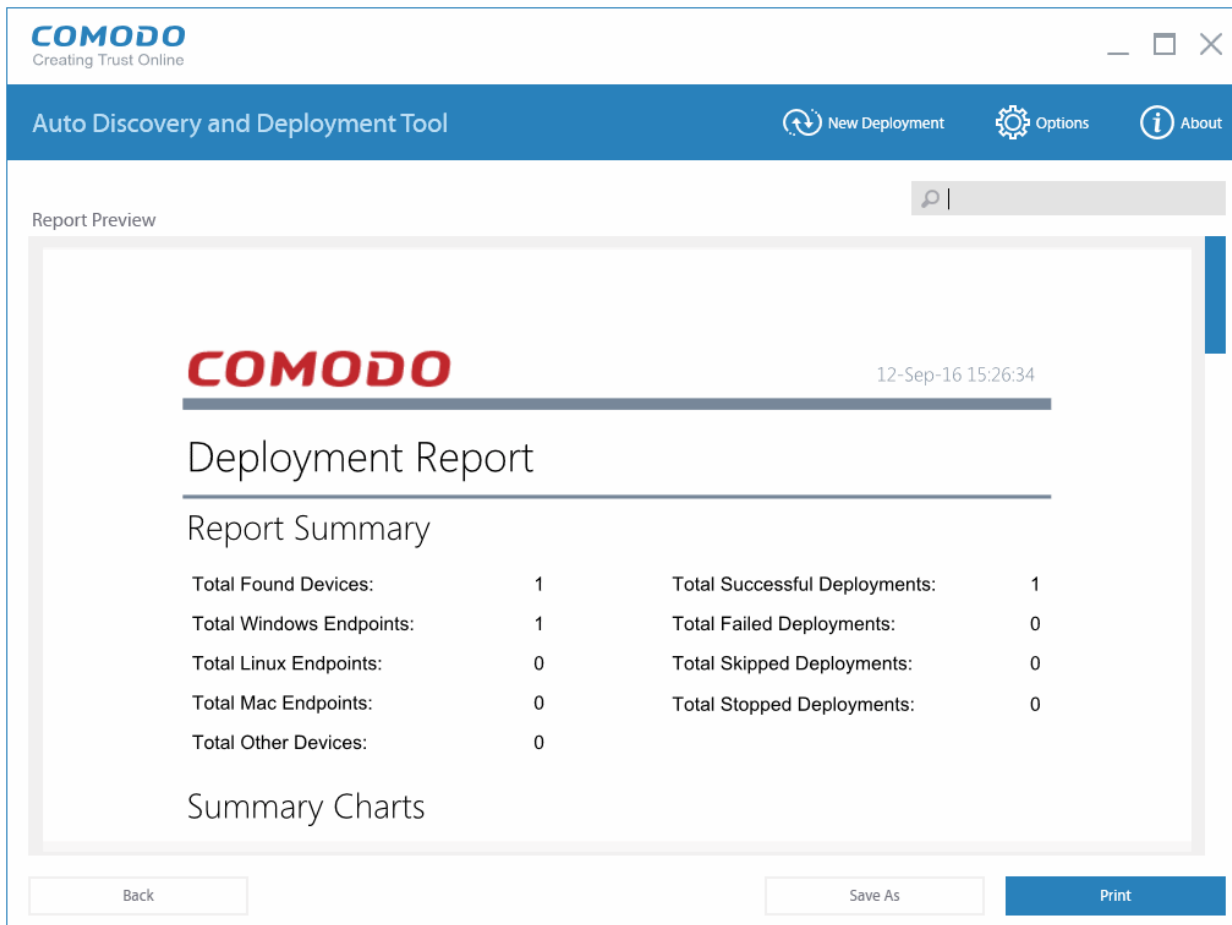 COMODO
Creating Trust Online
Auto Discovery and Deployment Tool
New Deployment
Options
About
Report Preview
COMODO
12-Sep-16 15:26:34
Deployment Report
Report Summary
Total Found Devices: 1 Total Successful Deployments: 1
Total Windows Endpoints: 1 Total Failed Deployments: 0
Total Linux Endpoints: 0 Total Skipped Deployments: 0
Total Mac Endpoints: 0 Total Stopped Deployments: 0
Total Other Devices: 0
Summary Charts
Back
Save As
Print